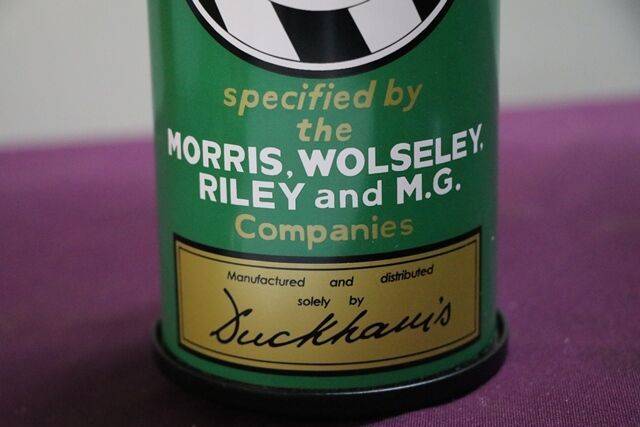 specified by
the
MORRIS, WOLSELEY,
RILEY and M.G.
Companies
Manufactured and distributed
solely by
Duckham's